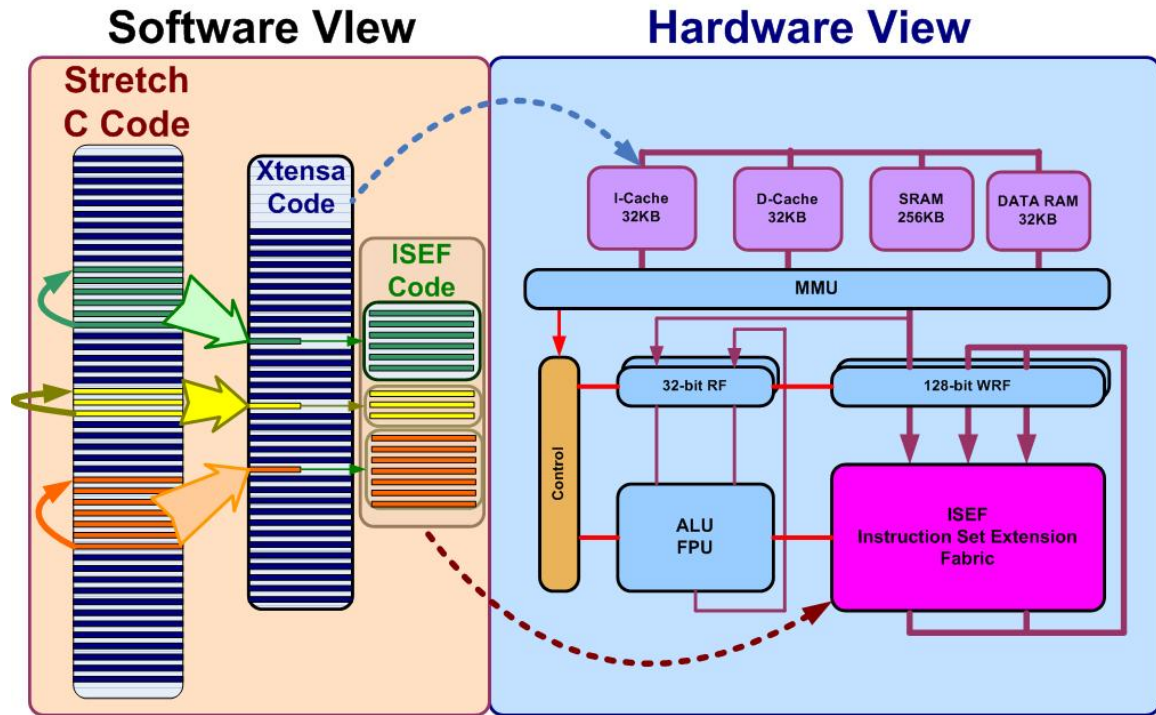 Software VIew
Hardware View
Stretch
C Code
Xtensa
Code
ISEF
Code
I-Cache
32KB
D-Cache
32KB
SRAM
256KB
DATA RAM
32KB
MMU
Control
32-bit RF
128-bit WRF
ALU
FPU
ISEF
Instruction Set Extension
Fabric